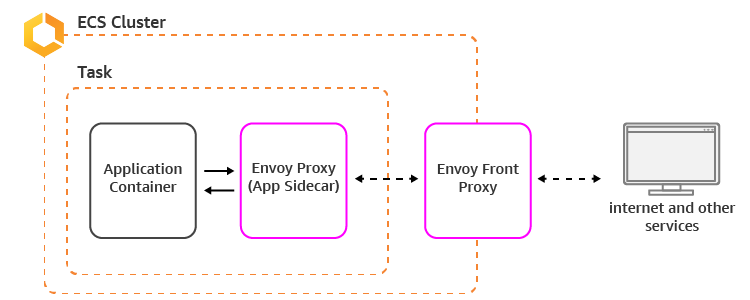 ECS Cluster
Task
Application
Container
Envoy Proxy
(App Sidecar)
Envoy Front
Proxy
internet and other
services